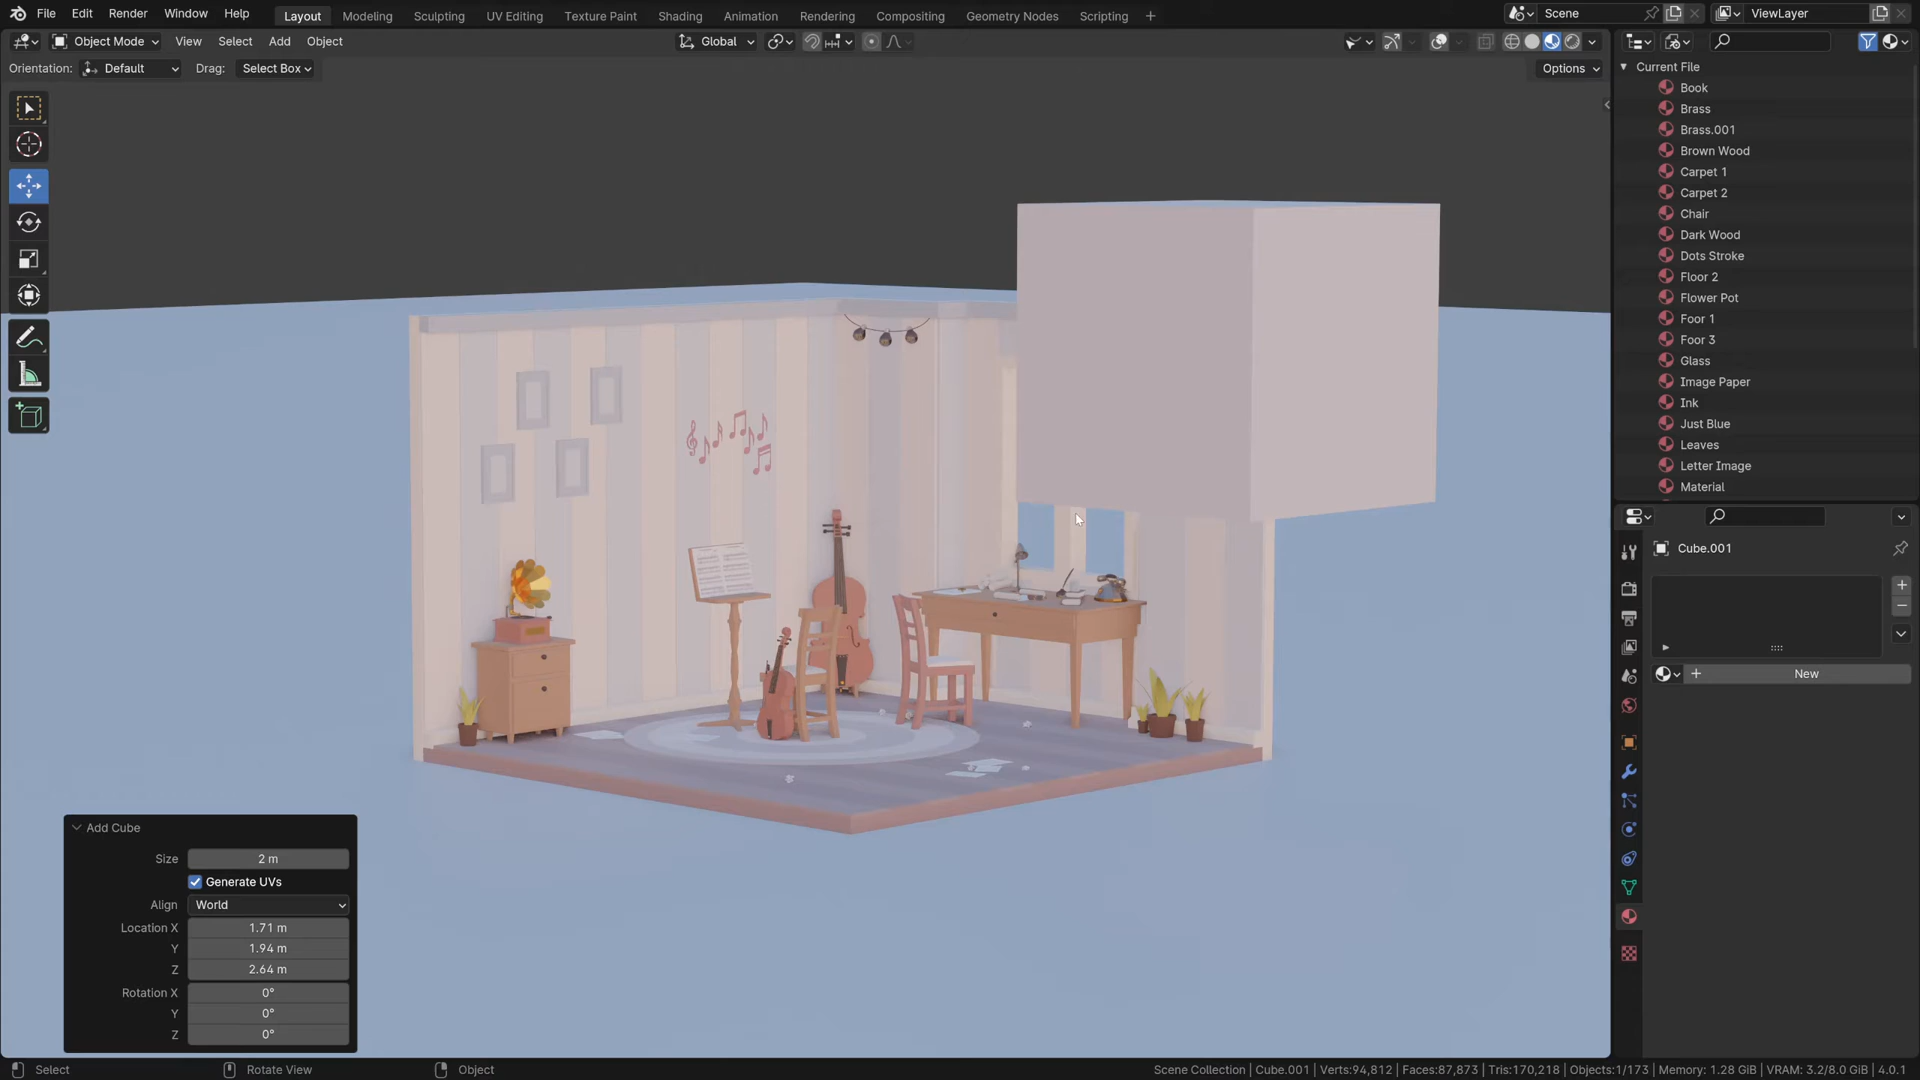 File Edit Render Window Help Layout Modeling Sculpting UV Editing Texture Paint Shading Animation Rendering Compositing Geometry Nodes Scripting + Scene ViewLayer
Object Mode View Select Add Object Global
Orientation: Default Drag: Select Box Options
Current File
Book
Brass
Brass.001
Brown Wood
Carpet 1
Carpet 2
Chair
Dark Wood
Dots Stroke
Floor 2
Flower Pot
Foor 1
Foor 3
Glass
Image Paper
Ink
Just Blue
Leaves
Letter Image
Material
Cube.001
New
Add Cube
Size 2 m
Generate UVs
Align World
Location X 1.71 m
Y 1.94 m
Z 2.64 m
Rotation X 0°
Y 0°
Z 0°
Select Rotate View Object Scene Collection | Cube.001 | Verts:94,812 | Faces:87,873 | Tris:170,218 | Objects:1/173 | Memory: 1.28 GiB | VRAM: 3.2/8.0 GiB | 4.0.1